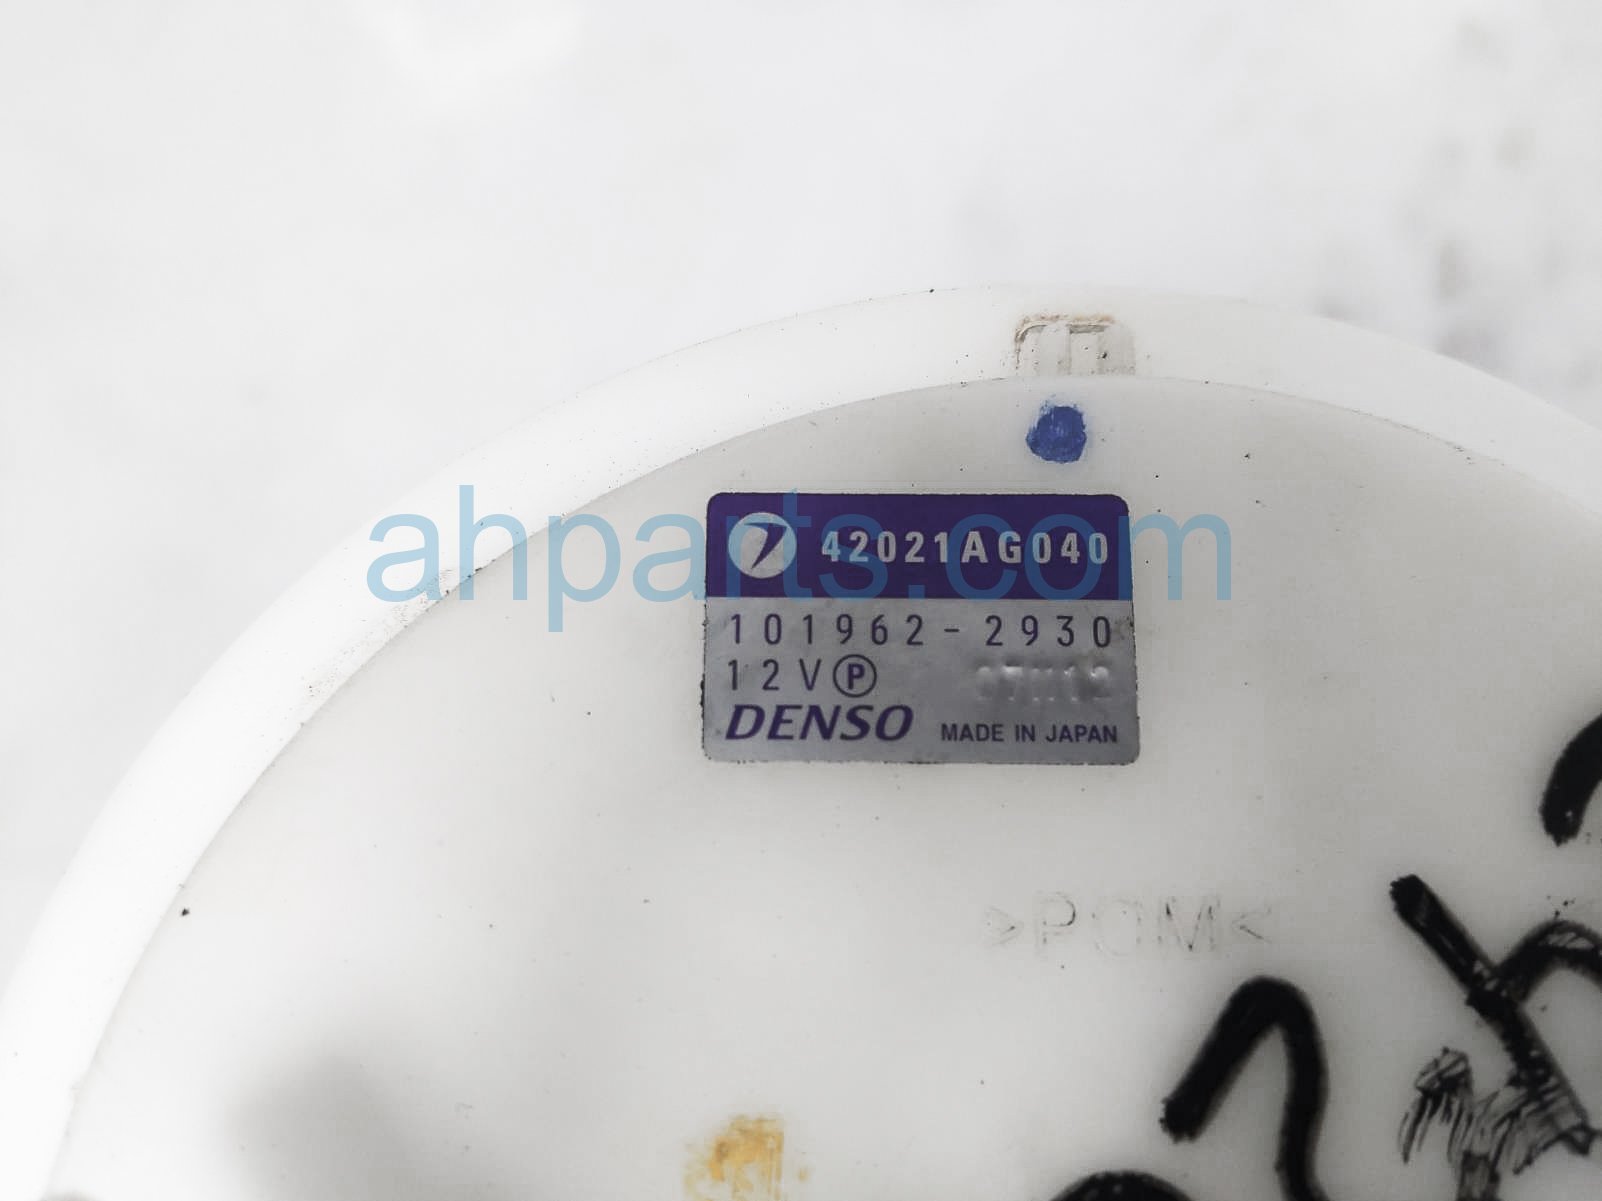 ahparts.com
42021AG040
101962-2930
12V Ⓟ
DENSO MADE IN JAPAN
>POM<